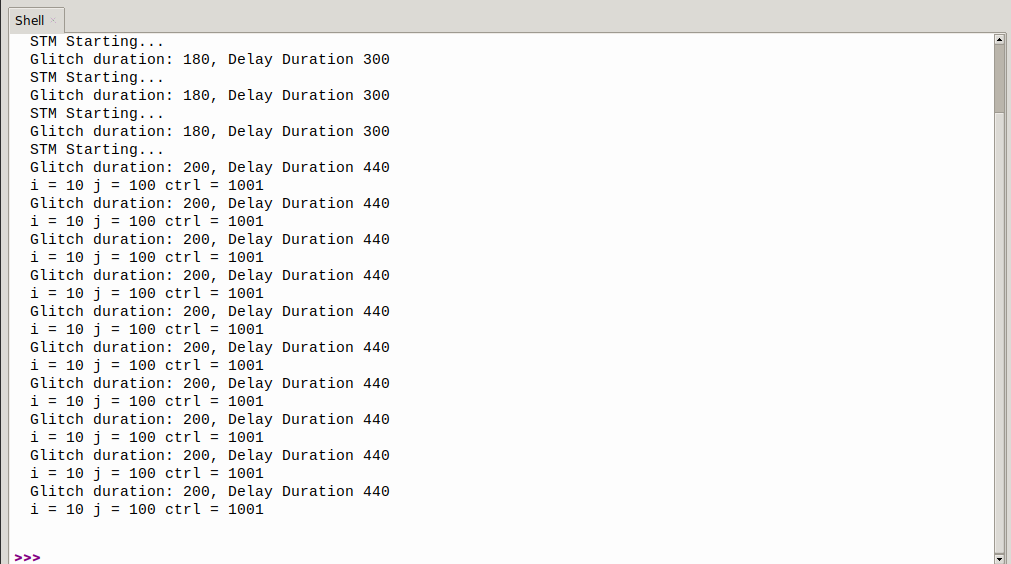 Shell
STM Starting...
Glitch duration: 180, Delay Duration 300
STM Starting...
Glitch duration: 180, Delay Duration 300
STM Starting...
Glitch duration: 180, Delay Duration 300
STM Starting...
Glitch duration: 200, Delay Duration 440
i = 10 j = 100 ctrl = 1001
Glitch duration: 200, Delay Duration 440
i = 10 j = 100 ctrl = 1001
Glitch duration: 200, Delay Duration 440
i = 10 j = 100 ctrl = 1001
Glitch duration: 200, Delay Duration 440
i = 10 j = 100 ctrl = 1001
Glitch duration: 200, Delay Duration 440
i = 10 j = 100 ctrl = 1001
Glitch duration: 200, Delay Duration 440
i = 10 j = 100 ctrl = 1001
Glitch duration: 200, Delay Duration 440
i = 10 j = 100 ctrl = 1001
Glitch duration: 200, Delay Duration 440
i = 10 j = 100 ctrl = 1001
Glitch duration: 200, Delay Duration 440
i = 10 j = 100 ctrl = 1001
Glitch duration: 200, Delay Duration 440
i = 10 j = 100 ctrl = 1001
>>>